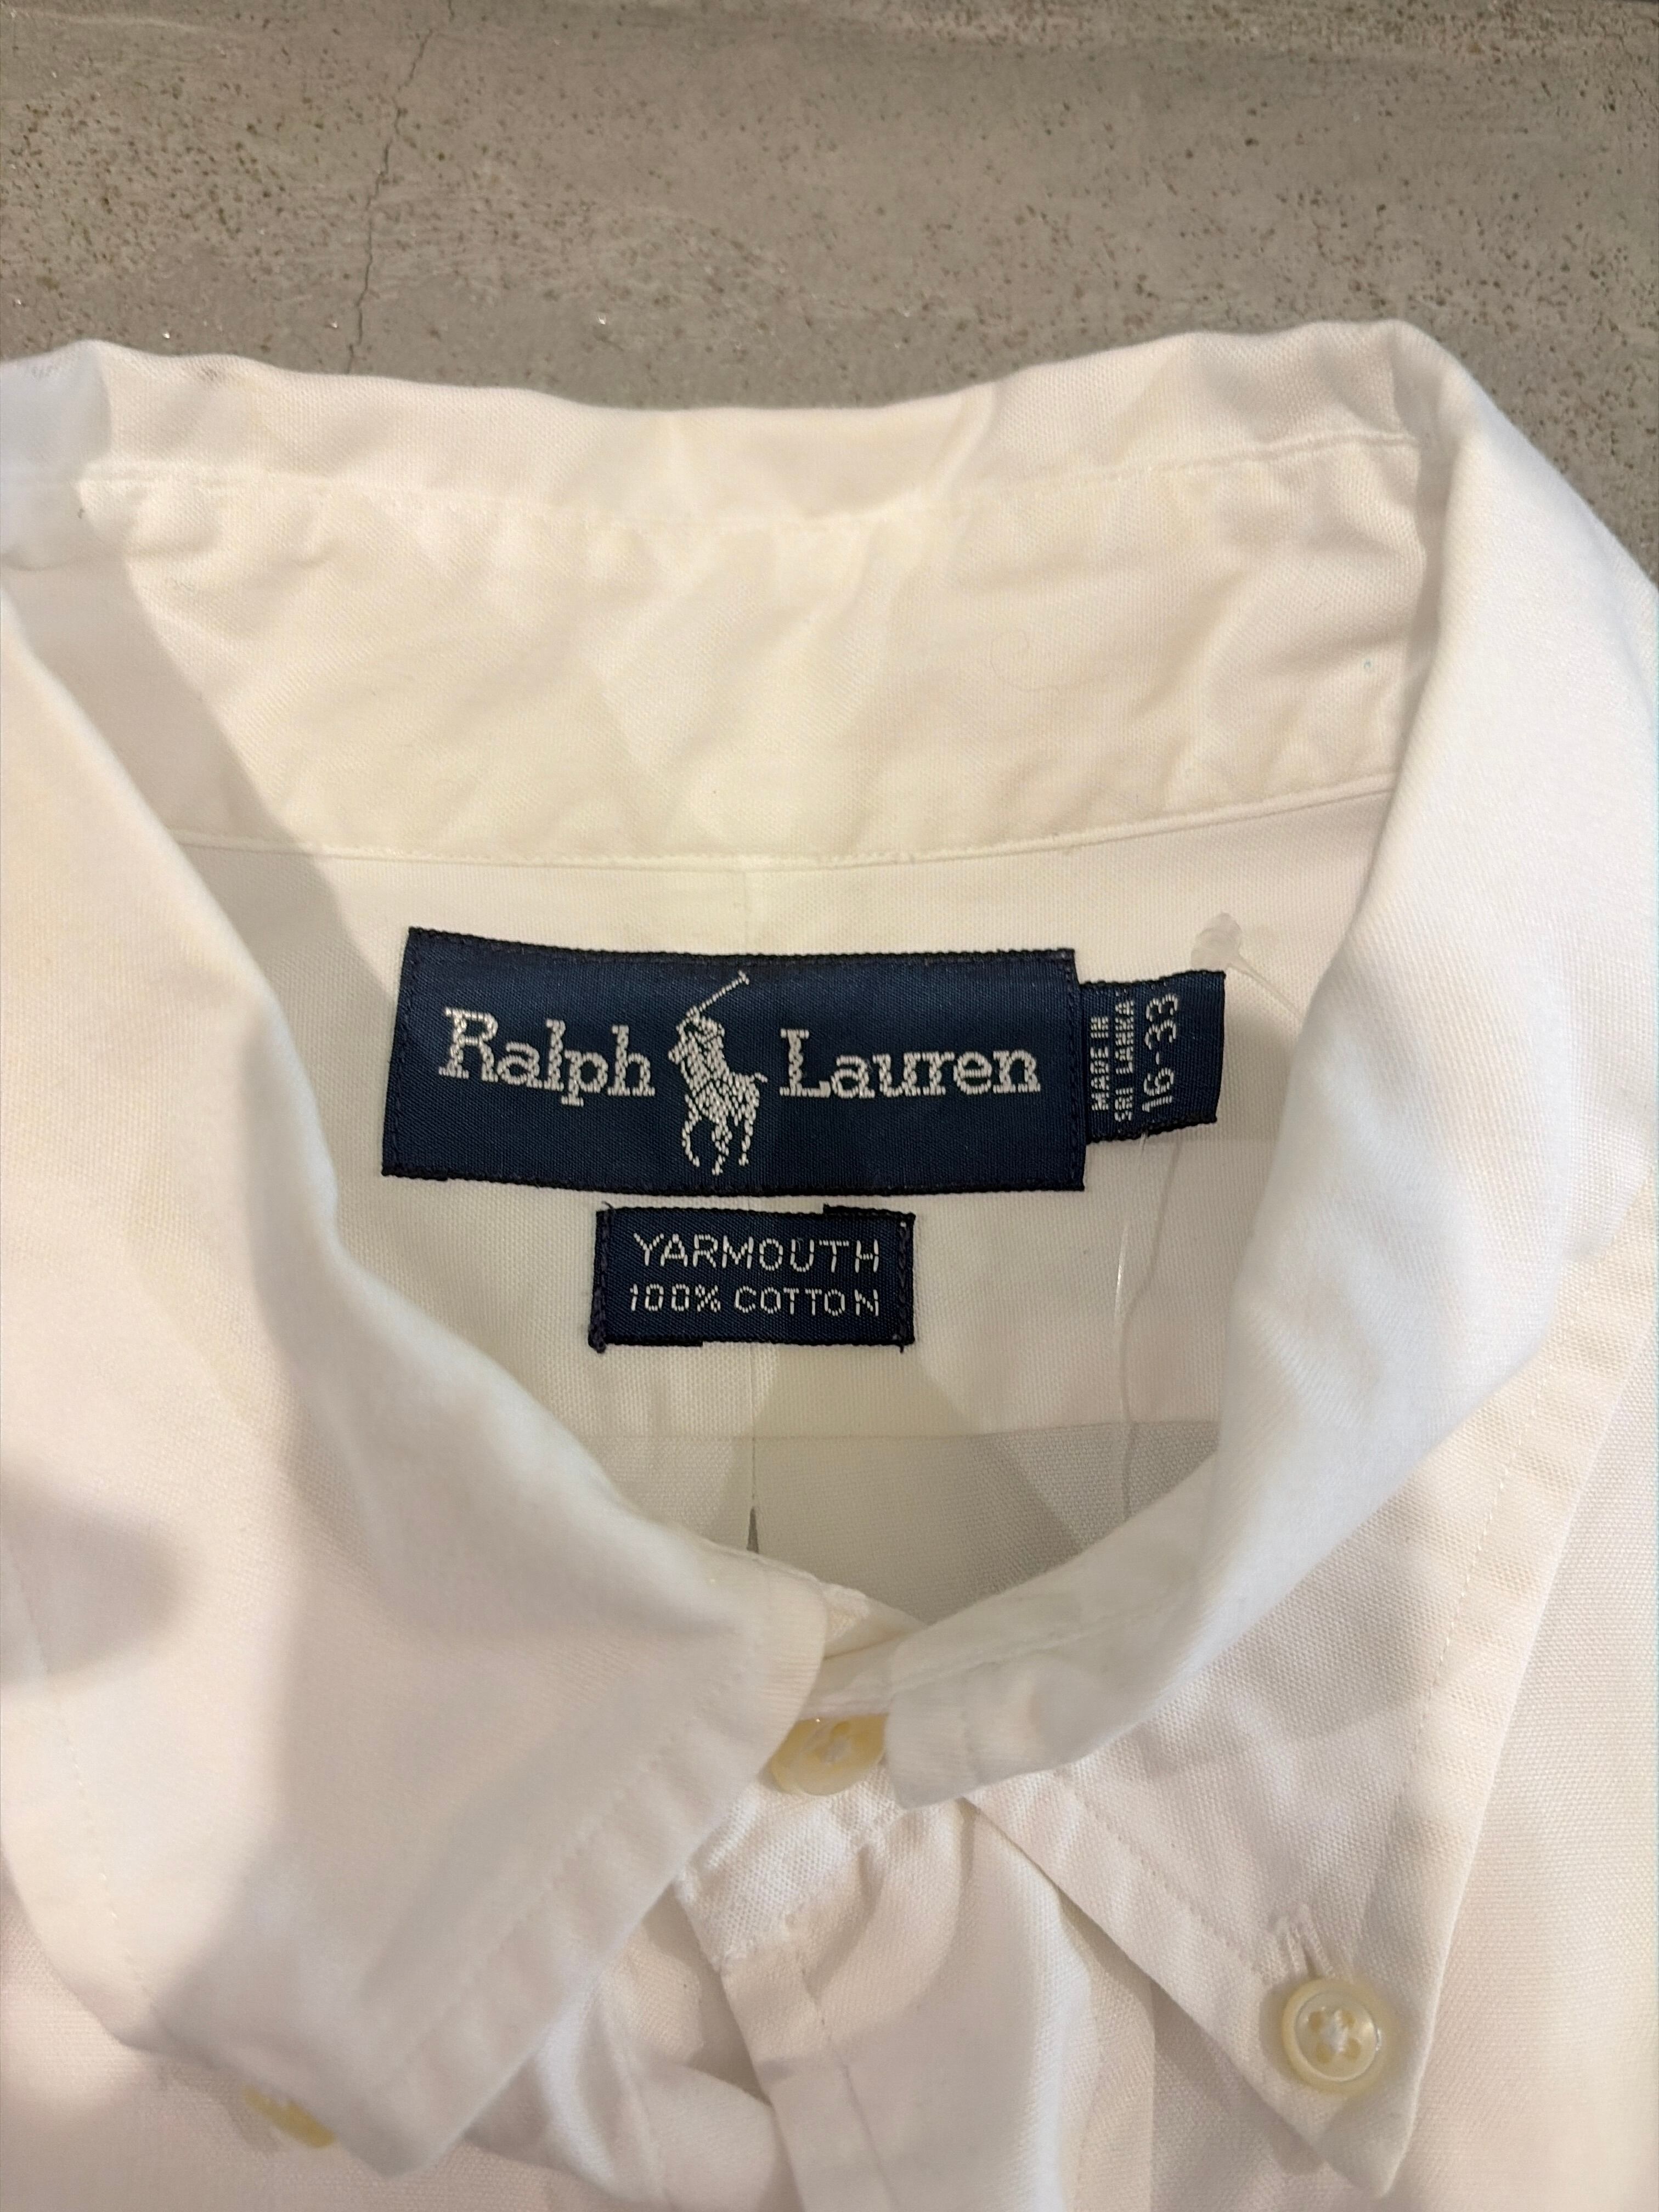 Ralph Lauren
MADE IN
SRI LANKA
16-33
YARMOUTH
100% COTTON